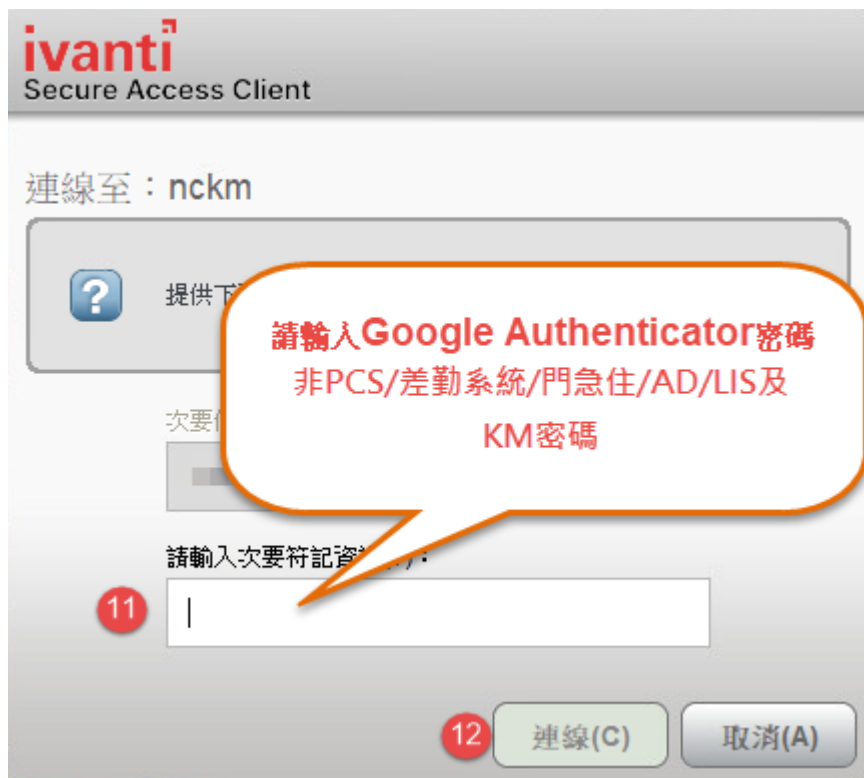 ivanti
Secure Access Client
連線至：nckm
提供下
請輸入Google Authenticator密碼
非PCS/差勤系統/門急住/AD/LIS及
KM密碼
次要
請輸入次要符記資
11
12
連線(C)
取消(A)